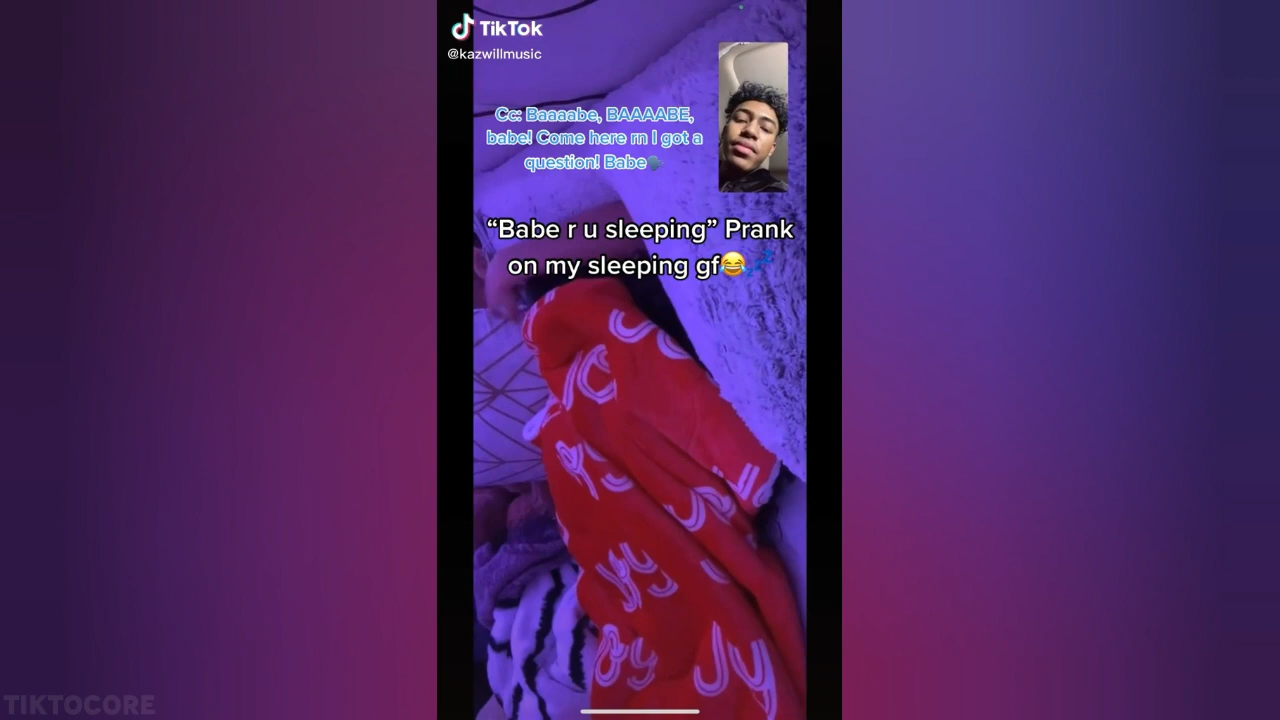 TikTok
@kazwillmusic
Cc: Baaaabe, BAAAABE,
babe! Come here rn I got a
question! Babe🗣️
“Babe r u sleeping” Prank
on my sleeping gf😂💤
Joy
TIKTOCORE